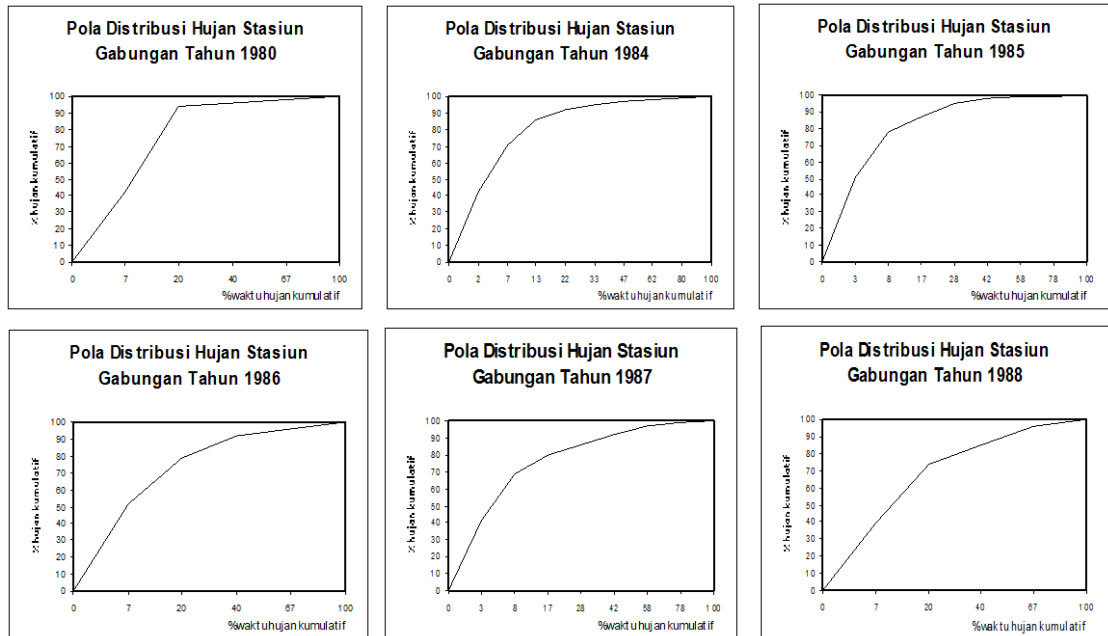 Pola Distribusi Hujan Stasiun
Gabungan Tahun 1980
100
90
80
70
60
50
40
30
20
10
0
% hujan kumulatif
0 7 20 40 67 100
%waktu hujan kumulatif
Pola Distribusi Hujan Stasiun
Gabungan Tahun 1984
100
90
80
70
60
50
40
30
20
10
0
% hujan kumulatif
0 2 7 13 22 33 47 62 80 100
%waktu hujan kumulatif
Pola Distribusi Hujan Stasiun
Gabungan Tahun 1985
100
90
80
70
60
50
40
30
20
10
0
% hujan kumulatif
0 3 8 17 28 42 58 78 100
%waktu hujan kumulatif
Pola Distribusi Hujan Stasiun
Gabungan Tahun 1986
100
90
80
70
60
50
40
30
20
10
0
% hujan kumulatif
0 7 20 40 67 100
%waktu hujan kumulatif
Pola Distribusi Hujan Stasiun
Gabungan Tahun 1987
100
90
80
70
60
50
40
30
20
10
0
% hujan kumulatif
0 3 8 17 28 42 58 78 100
%waktu hujan kumulatif
Pola Distribusi Hujan Stasiun
Gabungan Tahun 1988
100
90
80
70
60
50
40
30
20
10
0
% hujan kumulatif
0 7 20 40 67 100
%waktu hujan kumulatif